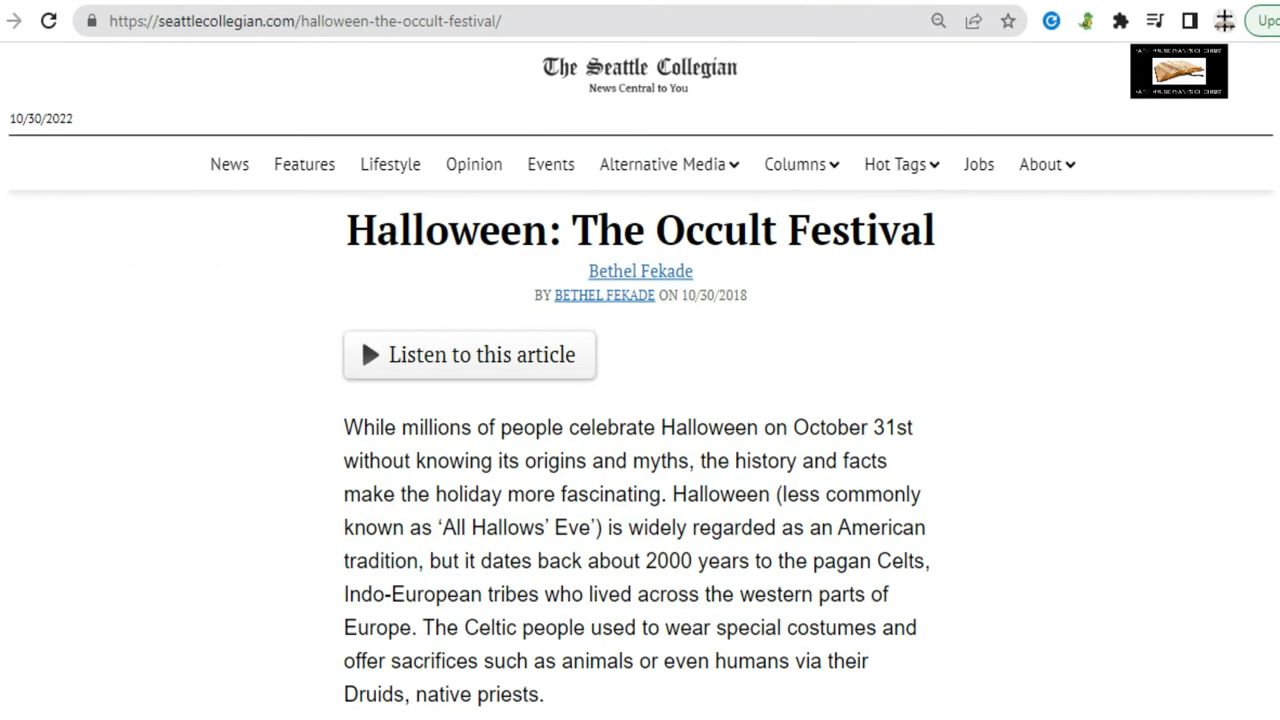 https://seattlecollegian.com/halloween-the-occult-festival/
Upc
The Seattle Collegian
News Central to You
10/30/2022
News Features Lifestyle Opinion Events Alternative Media Columns Hot Tags Jobs About
Halloween: The Occult Festival
Bethel Fekade
BY BETHEL FEKADE ON 10/30/2018
Listen to this article
While millions of people celebrate Halloween on October 31st
without knowing its origins and myths, the history and facts
make the holiday more fascinating. Halloween (less commonly
known as ‘All Hallows’ Eve’) is widely regarded as an American
tradition, but it dates back about 2000 years to the pagan Celts,
Indo-European tribes who lived across the western parts of
Europe. The Celtic people used to wear special costumes and
offer sacrifices such as animals or even humans via their
Druids, native priests.